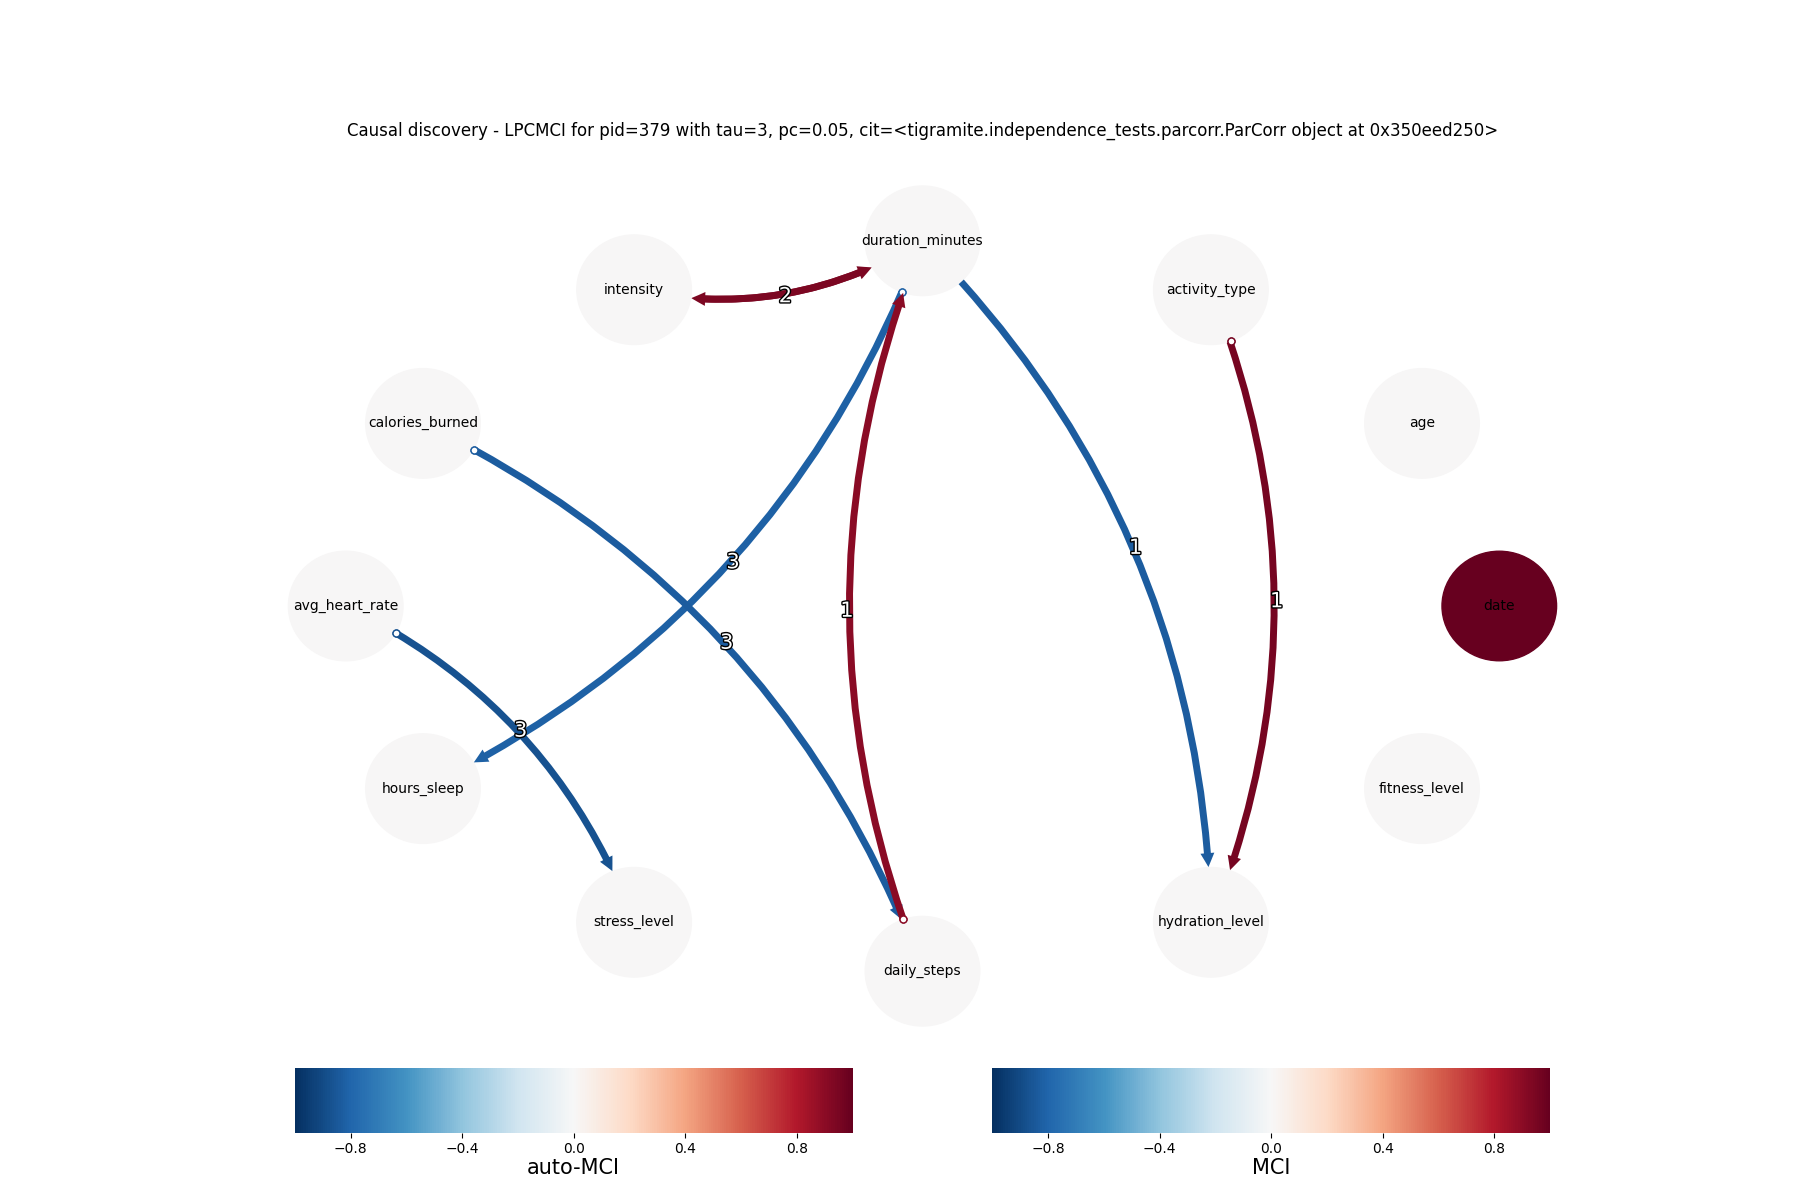 Causal discovery - LPCMCI for pid=379 with tau=3, pc=0.05, cit=<tigramite.independence_tests.parcorr.ParCorr object at 0x350eed250>
duration_minutes
intensity
activity_type
2
calories_burned
age
1
3
avg_heart_rate
1
1
date
3
3
hours_sleep
fitness_level
stress_level
hydration_level
daily_steps
−0.8 −0.4 0.0 0.4 0.8
auto-MCI
−0.8 −0.4 0.0 0.4 0.8
MCI